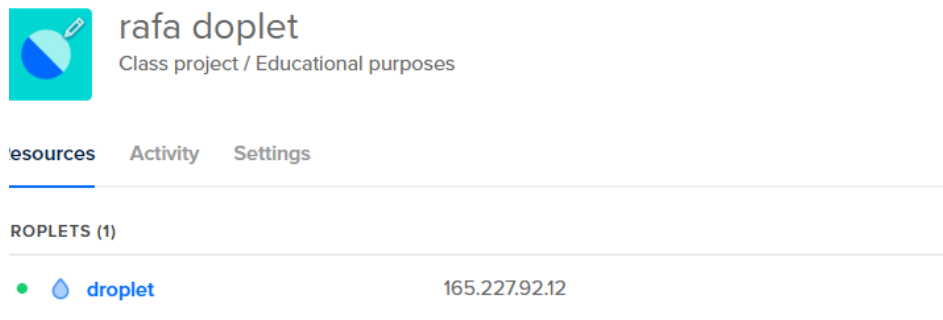 rafa doplet
Class project / Educational purposes
esources Activity Settings
ROPLETS (1)
droplet 165.227.92.12